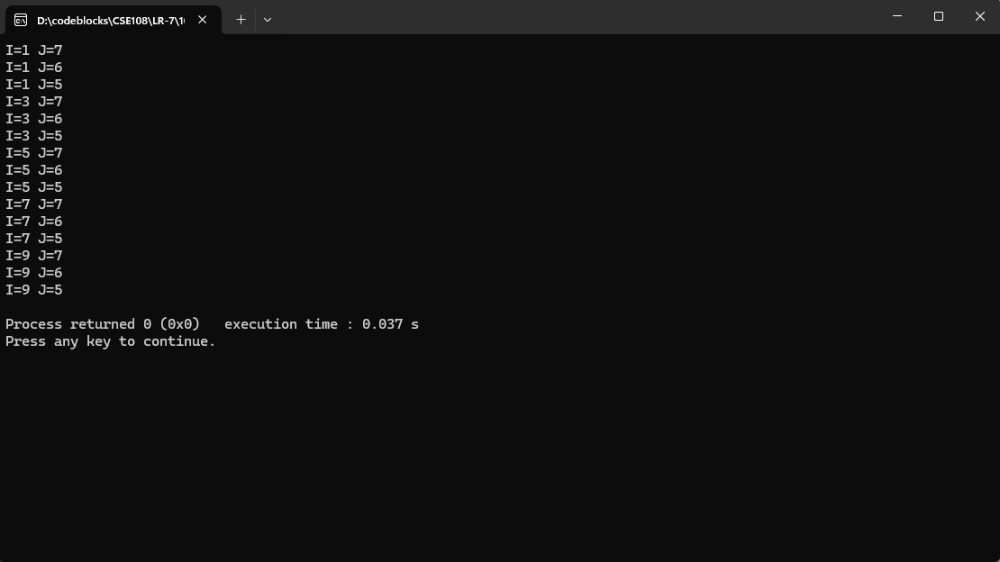 D:\codeblocks\CSE108\LR-7\1
I=1 J=7
I=1 J=6
I=1 J=5
I=3 J=7
I=3 J=6
I=3 J=5
I=5 J=7
I=5 J=6
I=5 J=5
I=7 J=7
I=7 J=6
I=7 J=5
I=9 J=7
I=9 J=6
I=9 J=5
Process returned 0 (0x0)   execution time : 0.037 s
Press any key to continue.